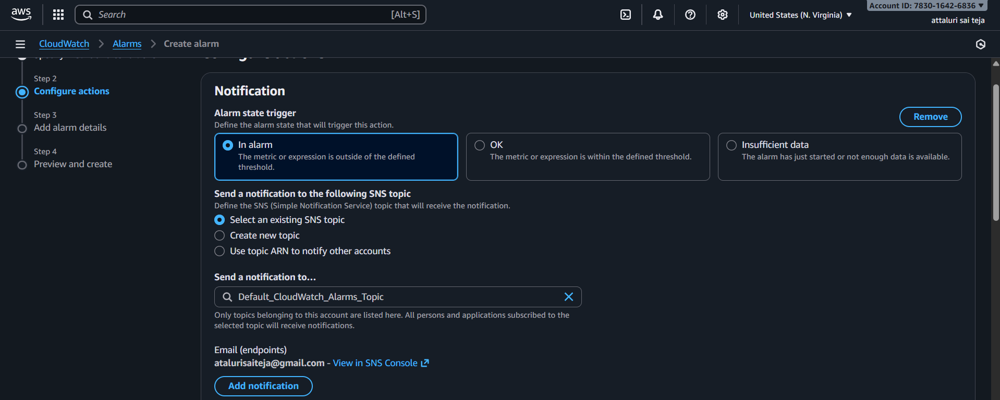 aws
Search
[Alt+S]
United States (N. Virginia)
Account ID: 7830-1642-6836
attaluri sai teja
CloudWatch
Alarms
Create alarm
Step 2
Configure actions
Step 3
Add alarm details
Step 4
Preview and create
Notification
Alarm state trigger
Define the alarm state that will trigger this action.
Remove
In alarm
The metric or expression is outside of the defined
threshold.
OK
The metric or expression is within the defined threshold.
Insufficient data
The alarm has just started or not enough data is available.
Send a notification to the following SNS topic
Define the SNS (Simple Notification Service) topic that will receive the notification.
Select an existing SNS topic
Create new topic
Use topic ARN to notify other accounts
Send a notification to...
Default_CloudWatch_Alarms_Topic
Only topics belonging to this account are listed here. All persons and applications subscribed to the
selected topic will receive notifications.
Email (endpoints)
atalurisaiteja@gmail.com - View in SNS Console
Add notification